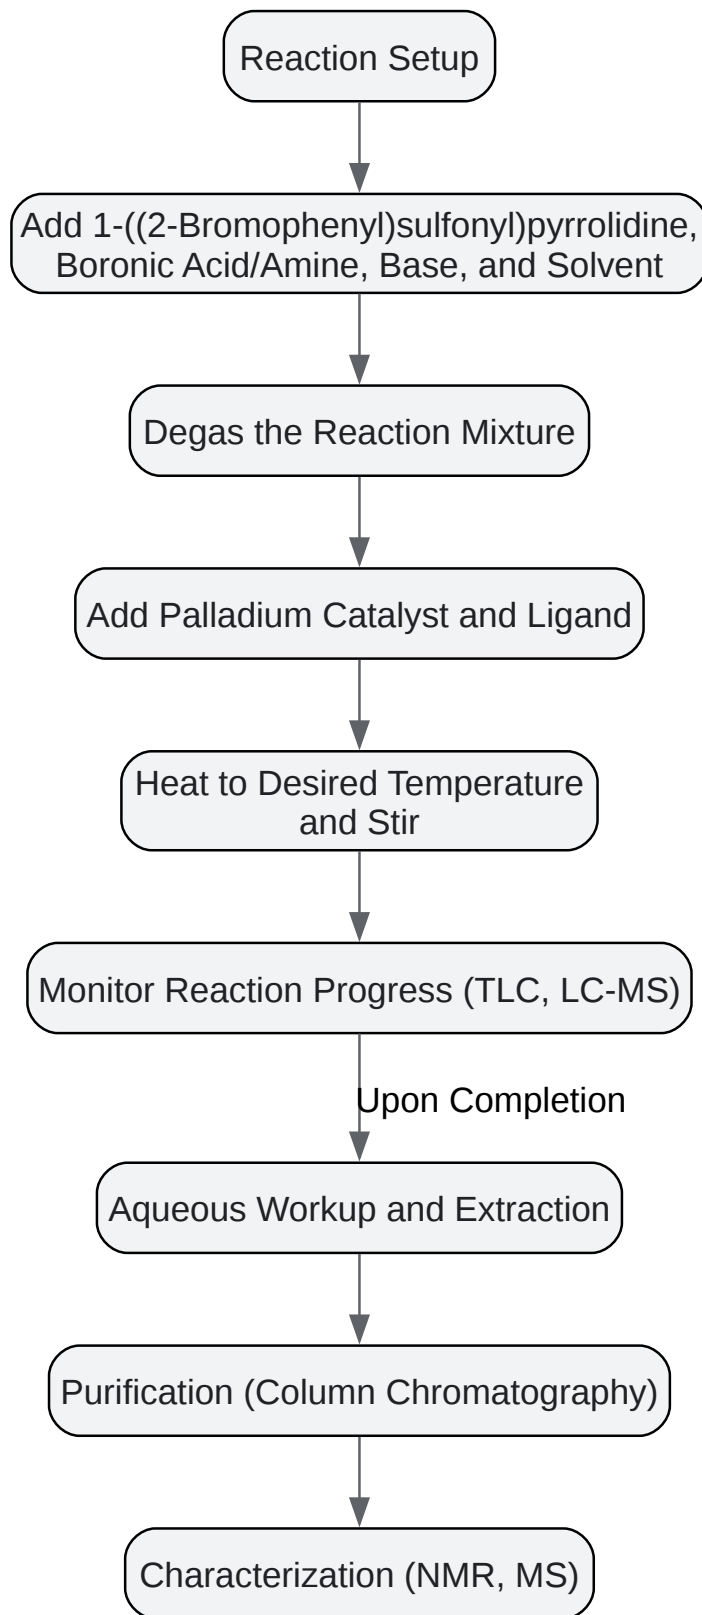 Reaction Setup
Add 1-((2-Bromophenyl)sulfonyl)pyrrolidine,
Boronic Acid/Amine, Base, and Solvent
Degas the Reaction Mixture
Add Palladium Catalyst and Ligand
Heat to Desired Temperature
and Stir
Monitor Reaction Progress (TLC, LC-MS)
Upon Completion
Aqueous Workup and Extraction
Purification (Column Chromatography)
Characterization (NMR, MS)